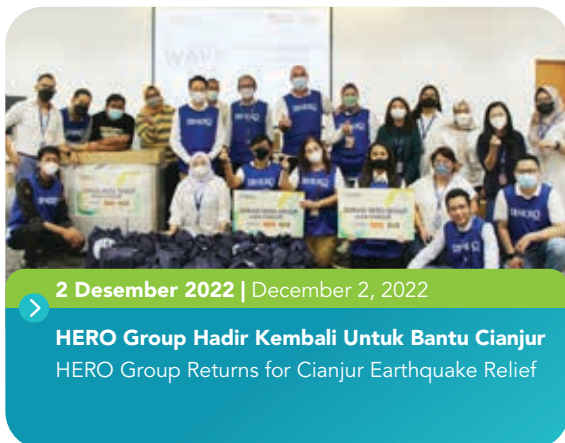 2 Desember 2022 | December 2, 2022
HERO Group Hadir Kembali Untuk Bantu Cianjur
HERO Group Returns for Cianjur Earthquake Relief